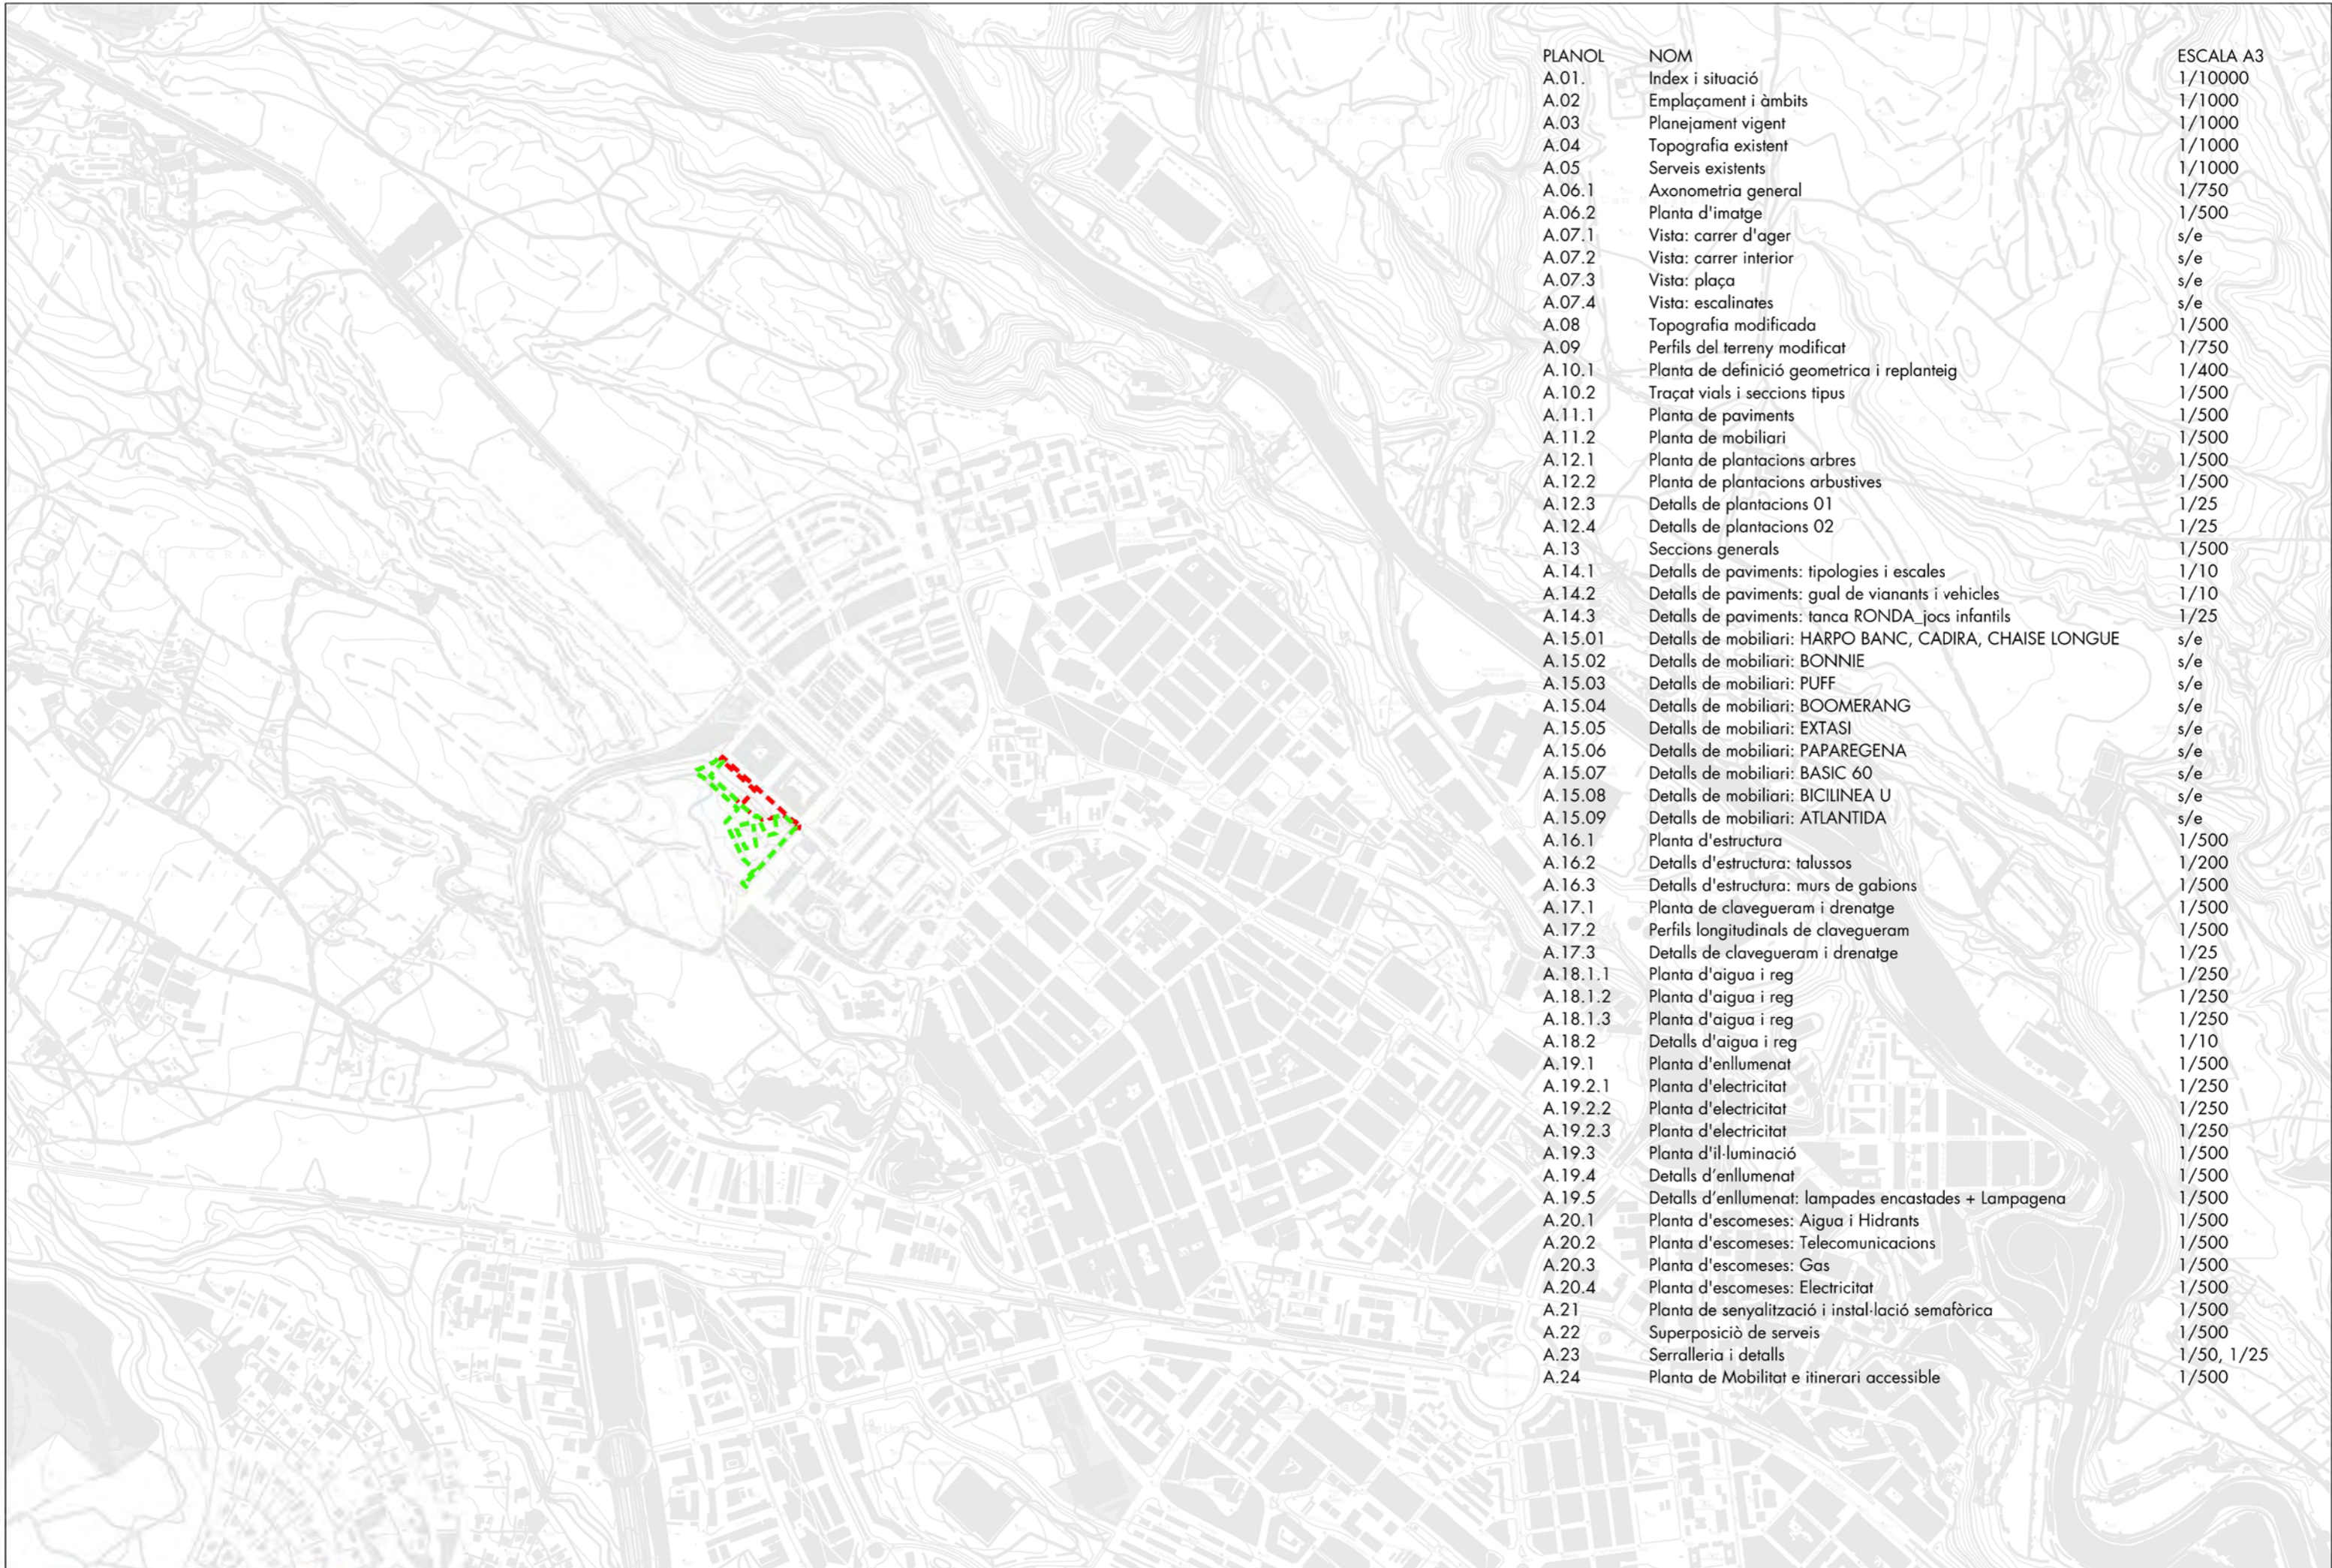 PLANOL NOM ESCALA A3
A.01. Index i situació 1/10000
A.02 Emplaçament i àmbits 1/1000
A.03 Planejament vigent 1/1000
A.04 Topografia existent 1/1000
A.05 Serveis existents 1/1000
A.06.1 Axonometria general 1/750
A.06.2 Planta d'imatge 1/500
A.07.1 Vista: carrer d'ager s/e
A.07.2 Vista: carrer interior s/e
A.07.3 Vista: plaça s/e
A.07.4 Vista: escalinates s/e
A.08 Topografia modificada 1/500
A.09 Perfils del terreny modificat 1/750
A.10.1 Planta de definició geometrica i replanteig 1/400
A.10.2 Traçat vials i seccions tipus 1/500
A.11.1 Planta de paviments 1/500
A.11.2 Planta de mobiliari 1/500
A.12.1 Planta de plantacions arbres 1/500
A.12.2 Planta de plantacions arbustives 1/500
A.12.3 Detalls de plantacions 01 1/25
A.12.4 Detalls de plantacions 02 1/25
A.13 Seccions generals 1/500
A.14.1 Detalls de paviments: tipologies i escales 1/10
A.14.2 Detalls de paviments: gual de vianants i vehicles 1/10
A.14.3 Detalls de paviments: tanca RONDA_jocs infantils 1/25
A.15.01 Detalls de mobiliari: HARPO BANC, CADIRA, CHAISE LONGUE s/e
A.15.02 Detalls de mobiliari: BONNIE s/e
A.15.03 Detalls de mobiliari: PUFF s/e
A.15.04 Detalls de mobiliari: BOOMERANG s/e
A.15.05 Detalls de mobiliari: EXTASI s/e
A.15.06 Detalls de mobiliari: PAPAREGENA s/e
A.15.07 Detalls de mobiliari: BASIC 60 s/e
A.15.08 Detalls de mobiliari: BICILINEA U s/e
A.15.09 Detalls de mobiliari: ATLANTIDA s/e
A.16.1 Planta d'estructura 1/500
A.16.2 Detalls d'estructura: talussos 1/200
A.16.3 Detalls d'estructura: murs de gabions 1/500
A.17.1 Planta de clavegueram i drenatge 1/500
A.17.2 Perfils longitudinals de clavegueram 1/500
A.17.3 Detalls de clavegueram i drenatge 1/25
A.18.1.1 Planta d'aigua i reg 1/250
A.18.1.2 Planta d'aigua i reg 1/250
A.18.1.3 Planta d'aigua i reg 1/250
A.18.2 Detalls d'aigua i reg 1/10
A.19.1 Planta d'enllumenat 1/500
A.19.2.1 Planta d'electricitat 1/250
A.19.2.2 Planta d'electricitat 1/250
A.19.2.3 Planta d'electricitat 1/250
A.19.3 Planta d'il·luminació 1/500
A.19.4 Detalls d’enllumenat 1/500
A.19.5 Detalls d’enllumenat: lampades encastades + Lampagena 1/500
A.20.1 Planta d'escomeses: Aigua i Hidrants 1/500
A.20.2 Planta d'escomeses: Telecomunicacions 1/500
A.20.3 Planta d'escomeses: Gas 1/500
A.20.4 Planta d'escomeses: Electricitat 1/500
A.21 Planta de senyalització i instal·lació semafòrica 1/500
A.22 Superposiciò de serveis 1/500
A.23 Serralleria i detalls 1/50, 1/25
A.24 Planta de Mobilitat e itinerari accessible 1/500